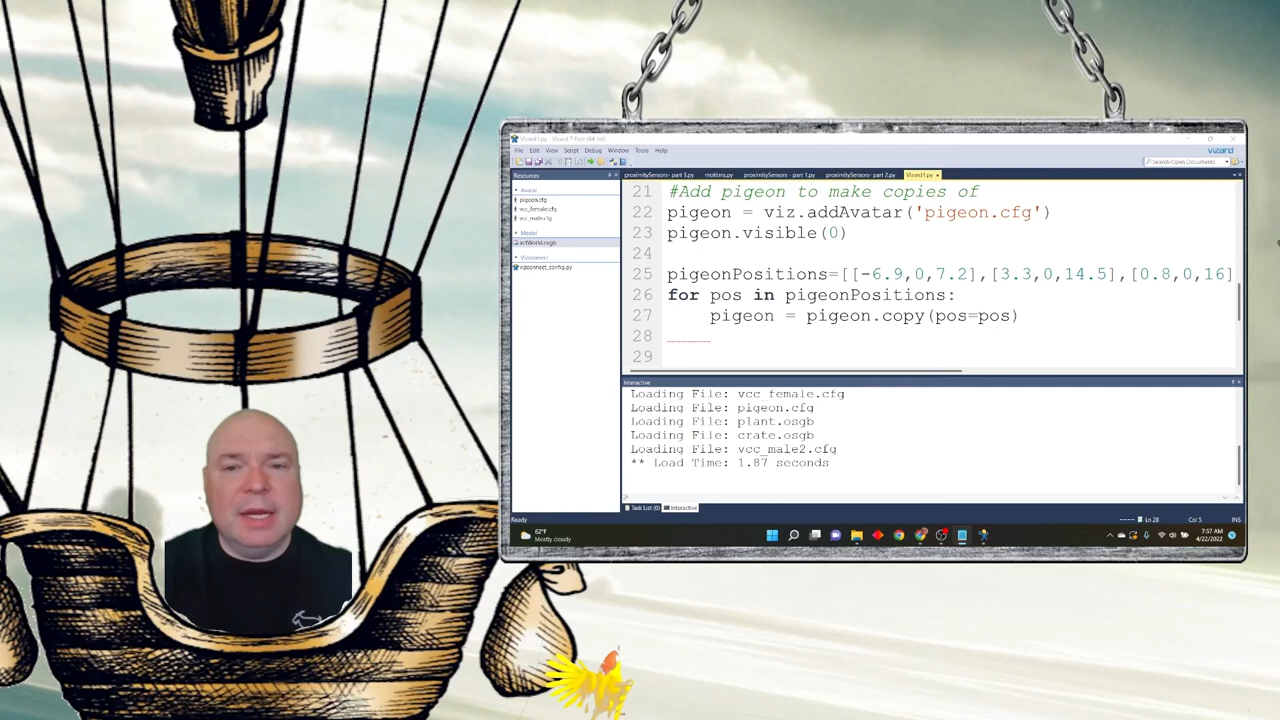 Vizard1.py - Vizard 7 Free (64-bit)
File Edit View Script Debug Window Tools Help
vizard
Search Open Documents
Resources
proximitySensors- part 3.py motions.py proximitySensors - part 1.py proximitySensors- part 2.py Vizard1.py
Avatar
pigeon.cfg
vcc_female.cfg
vcc_male.cfg
Model
Vizconnect
vizconnect_config.py
21 #Add pigeon to make copies of
22 pigeon = viz.addAvatar('pigeon.cfg')
23 pigeon.visible(0)
24
25 pigeonPositions=[[-6.9,0,7.2],[3.3,0,14.5],[0.8,0,16]
26 for pos in pigeonPositions:
27 pigeon = pigeon.copy(pos=pos)
28
29
Interactive
Loading File: vcc_female.cfg
Loading File: pigeon.cfg
Loading File: plant.osgb
Loading File: crate.osgb
Loading File: vcc_male2.cfg
** Load Time: 1.87 seconds
Task List (0) Interactive
Ready Ln 28 Col 5 INS
62°F
Mostly cloudy
7:57 AM
4/22/2022